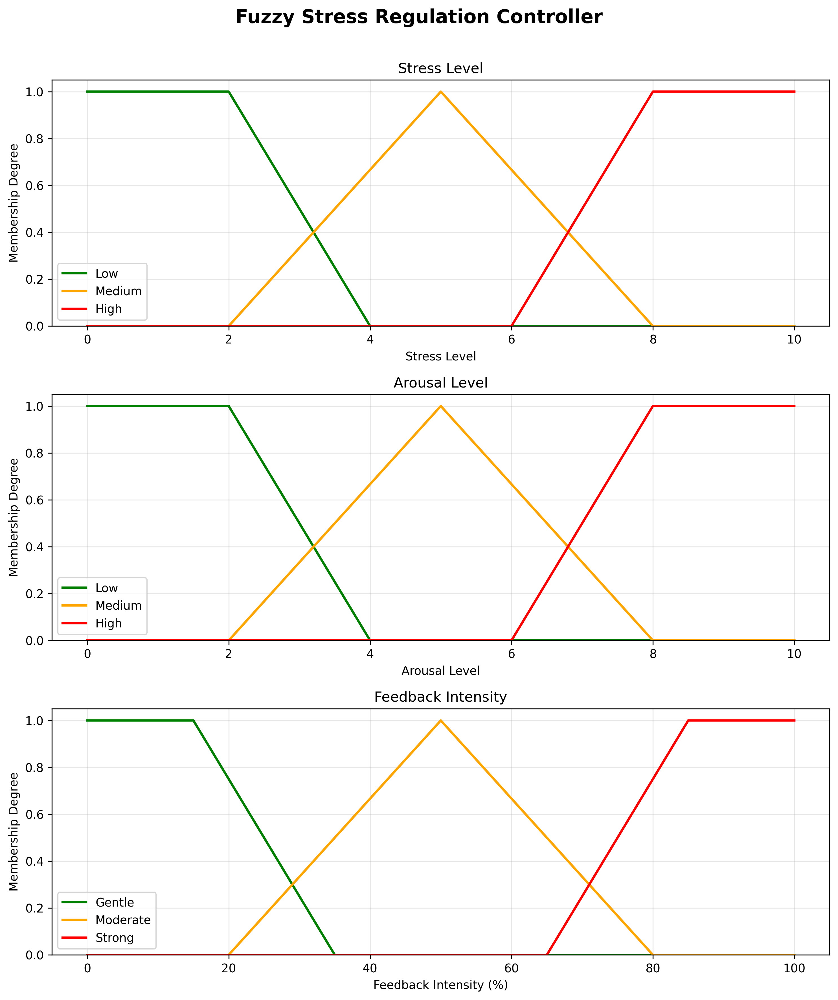 Fuzzy Stress Regulation Controller
Stress Level
Membership Degree
1.0
0.8
0.6
0.4
0.2
0.0
Low
Medium
High
0 2 4 6 8 10
Stress Level
Arousal Level
Membership Degree
1.0
0.8
0.6
0.4
0.2
0.0
Low
Medium
High
0 2 4 6 8 10
Arousal Level
Feedback Intensity
Membership Degree
1.0
0.8
0.6
0.4
0.2
0.0
Gentle
Moderate
Strong
0 20 40 60 80 100
Feedback Intensity (%)